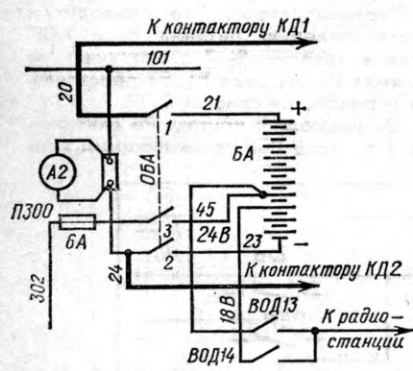 К контактору КД1
101
20
21
+
1
ОБА
БА
А2
П300
6А
3
45
24В
2
23
−
24
302
К контактору КД2
18В
ВОД13
К радио-
станции
ВОД14